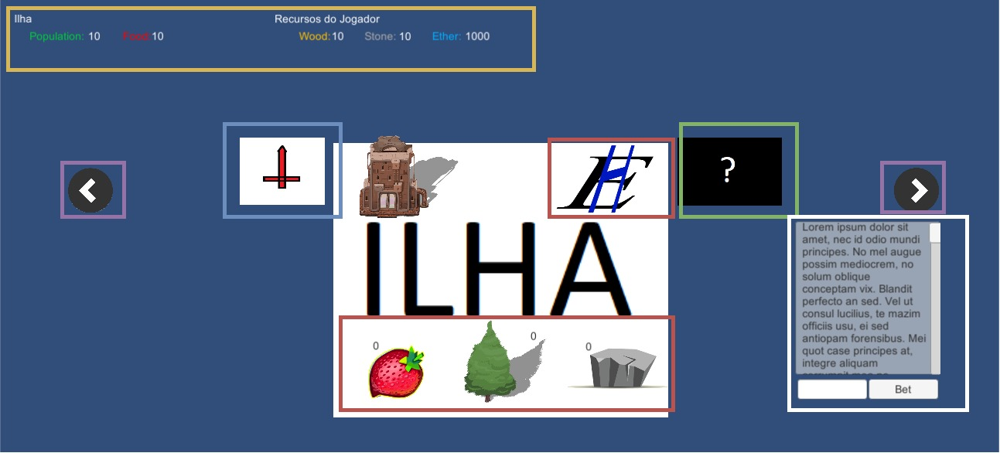 Ilha
Recursos do Jogador
Population: 10
Food: 10
Wood: 10
Stone: 10
Ether: 1000
?
ILHA
0
0
0
Lorem ipsum dolor sit
amet, nec id odio mundi
principes. No mel augue
possim mediocrem, no
solum oblique
conceptam vix. Blandit
perfecto an sed. Vel ut
consul lucilius, te mazim
officiis usu, ei sed
antiopam forensibus. Mei
quot case principes at,
integre aliquam
Bet